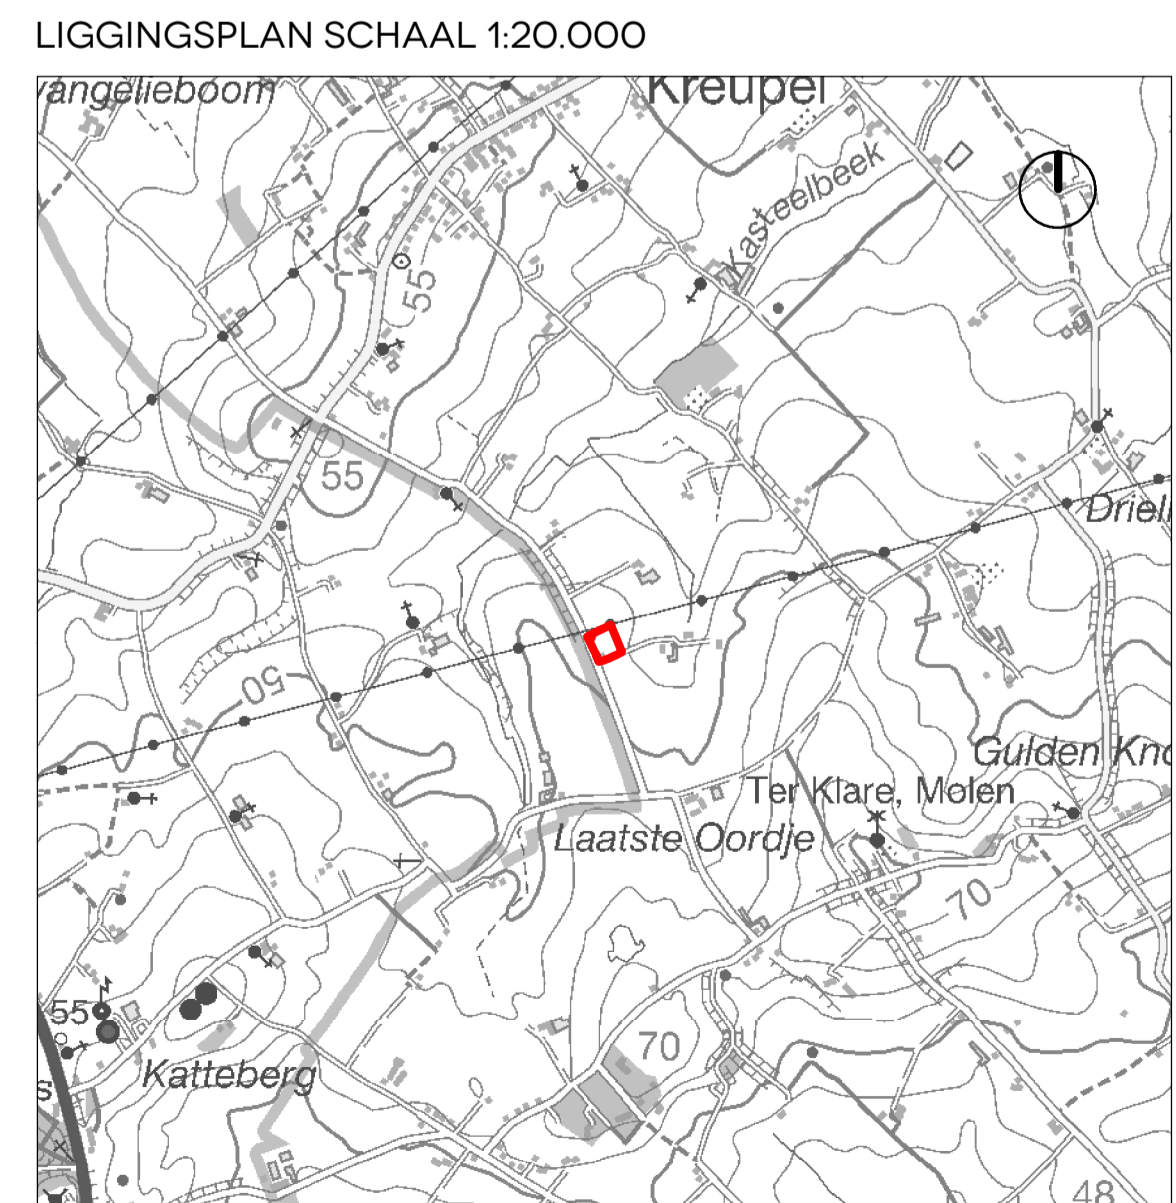 LIGGINGSPLAN SCHAAL 1:20.000
vangelieboom
Kreupel
Kasteelbeek
55
55
Driel
50
Gulden Kno
Ter Klare, Molen
Laatste Oordje
70
55
70
Katteberg
s
48